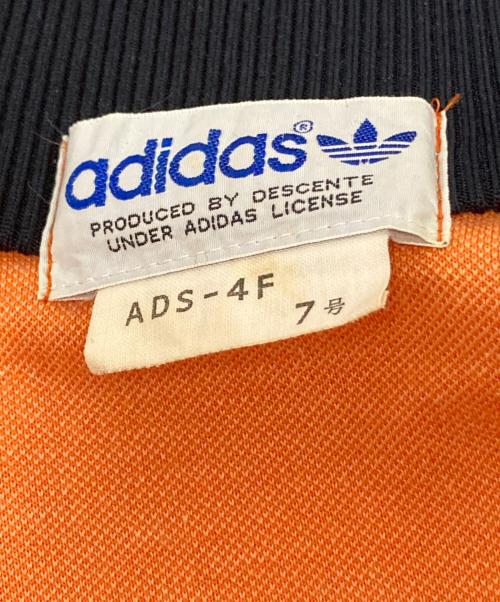 adidas®
PRODUCED BY DESCENTE
UNDER ADIDAS LICENSE
ADS-4F
7号